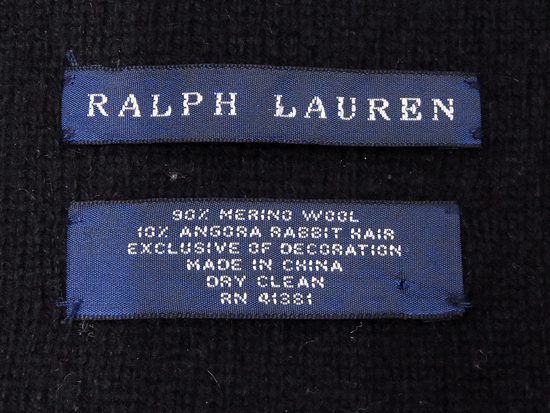 RALPH LAUREN
90% MERINO WOOL
10% ANGORA RABBIT HAIR
EXCLUSIVE OF DECORATION
MADE IN CHINA
DRY CLEAN
RN 41381